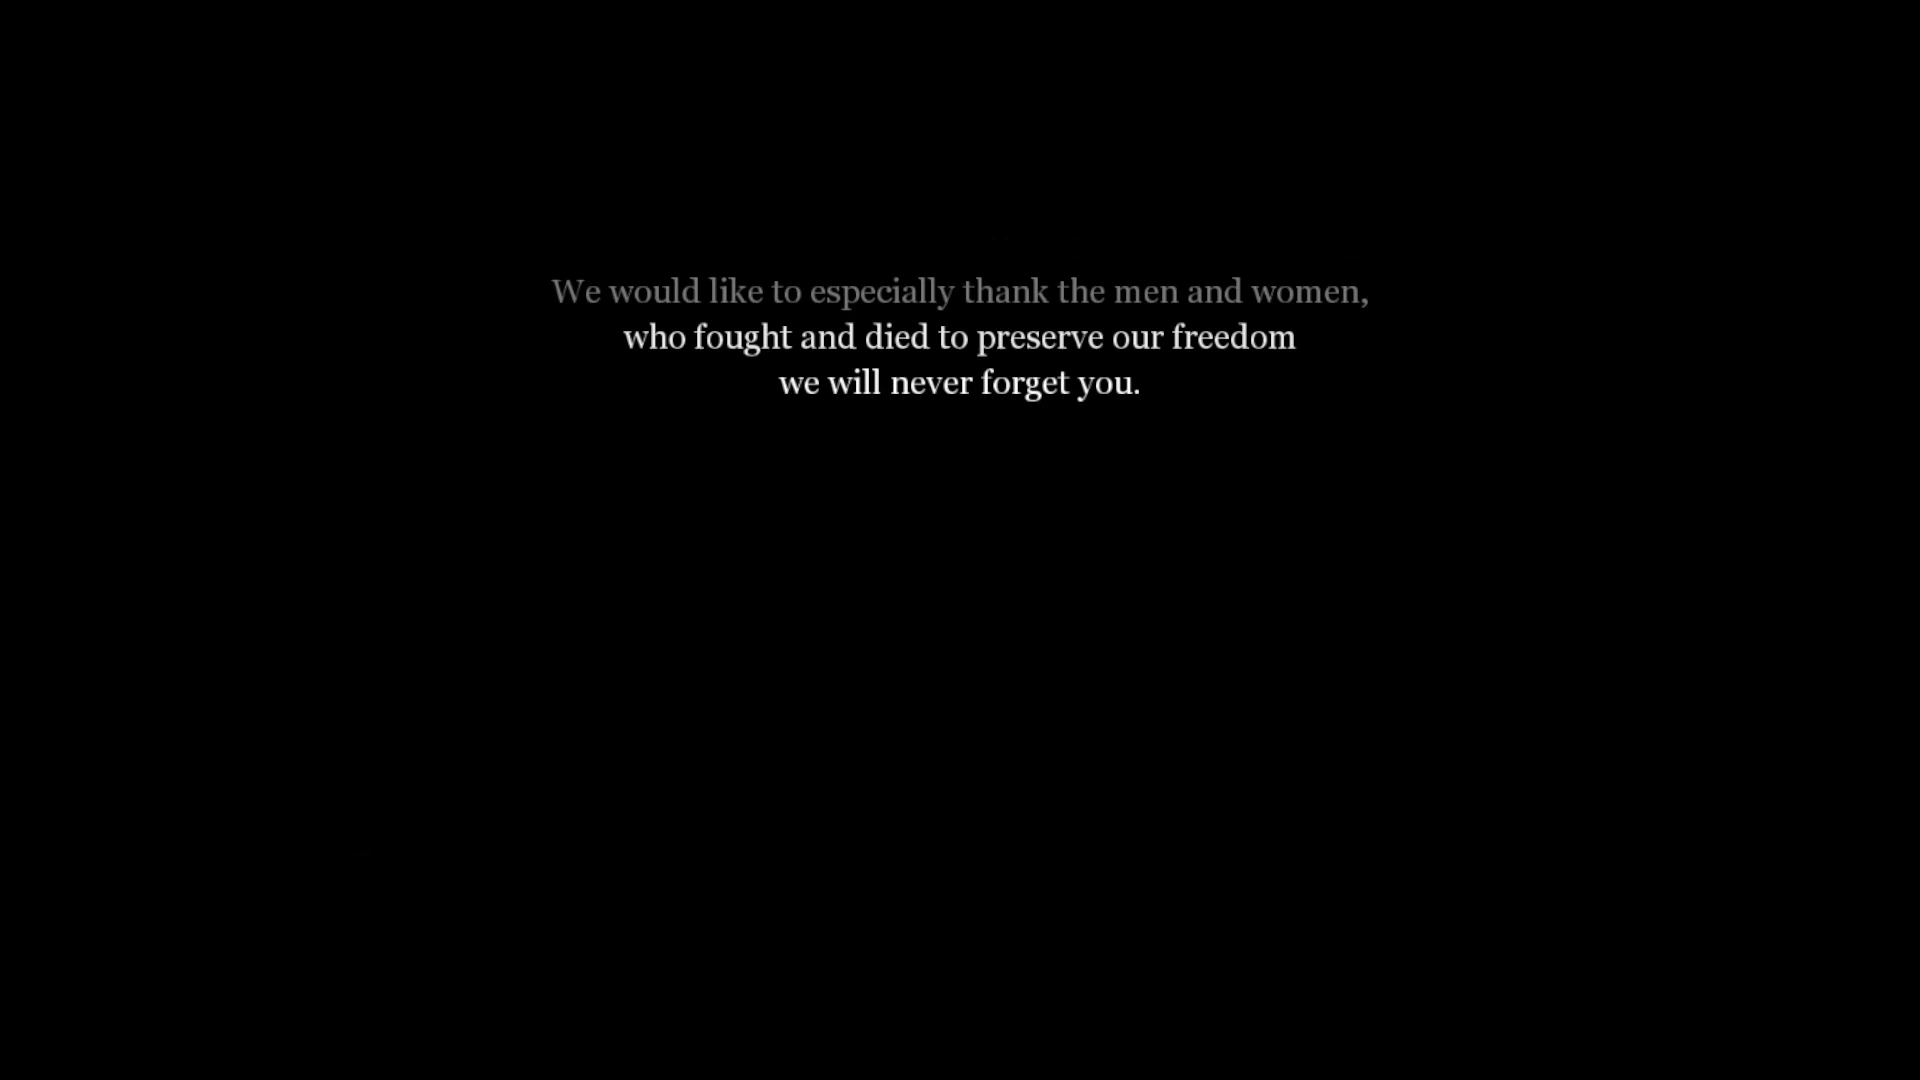 We would like to especially thank the men and women,
who fought and died to preserve our freedom
we will never forget you.